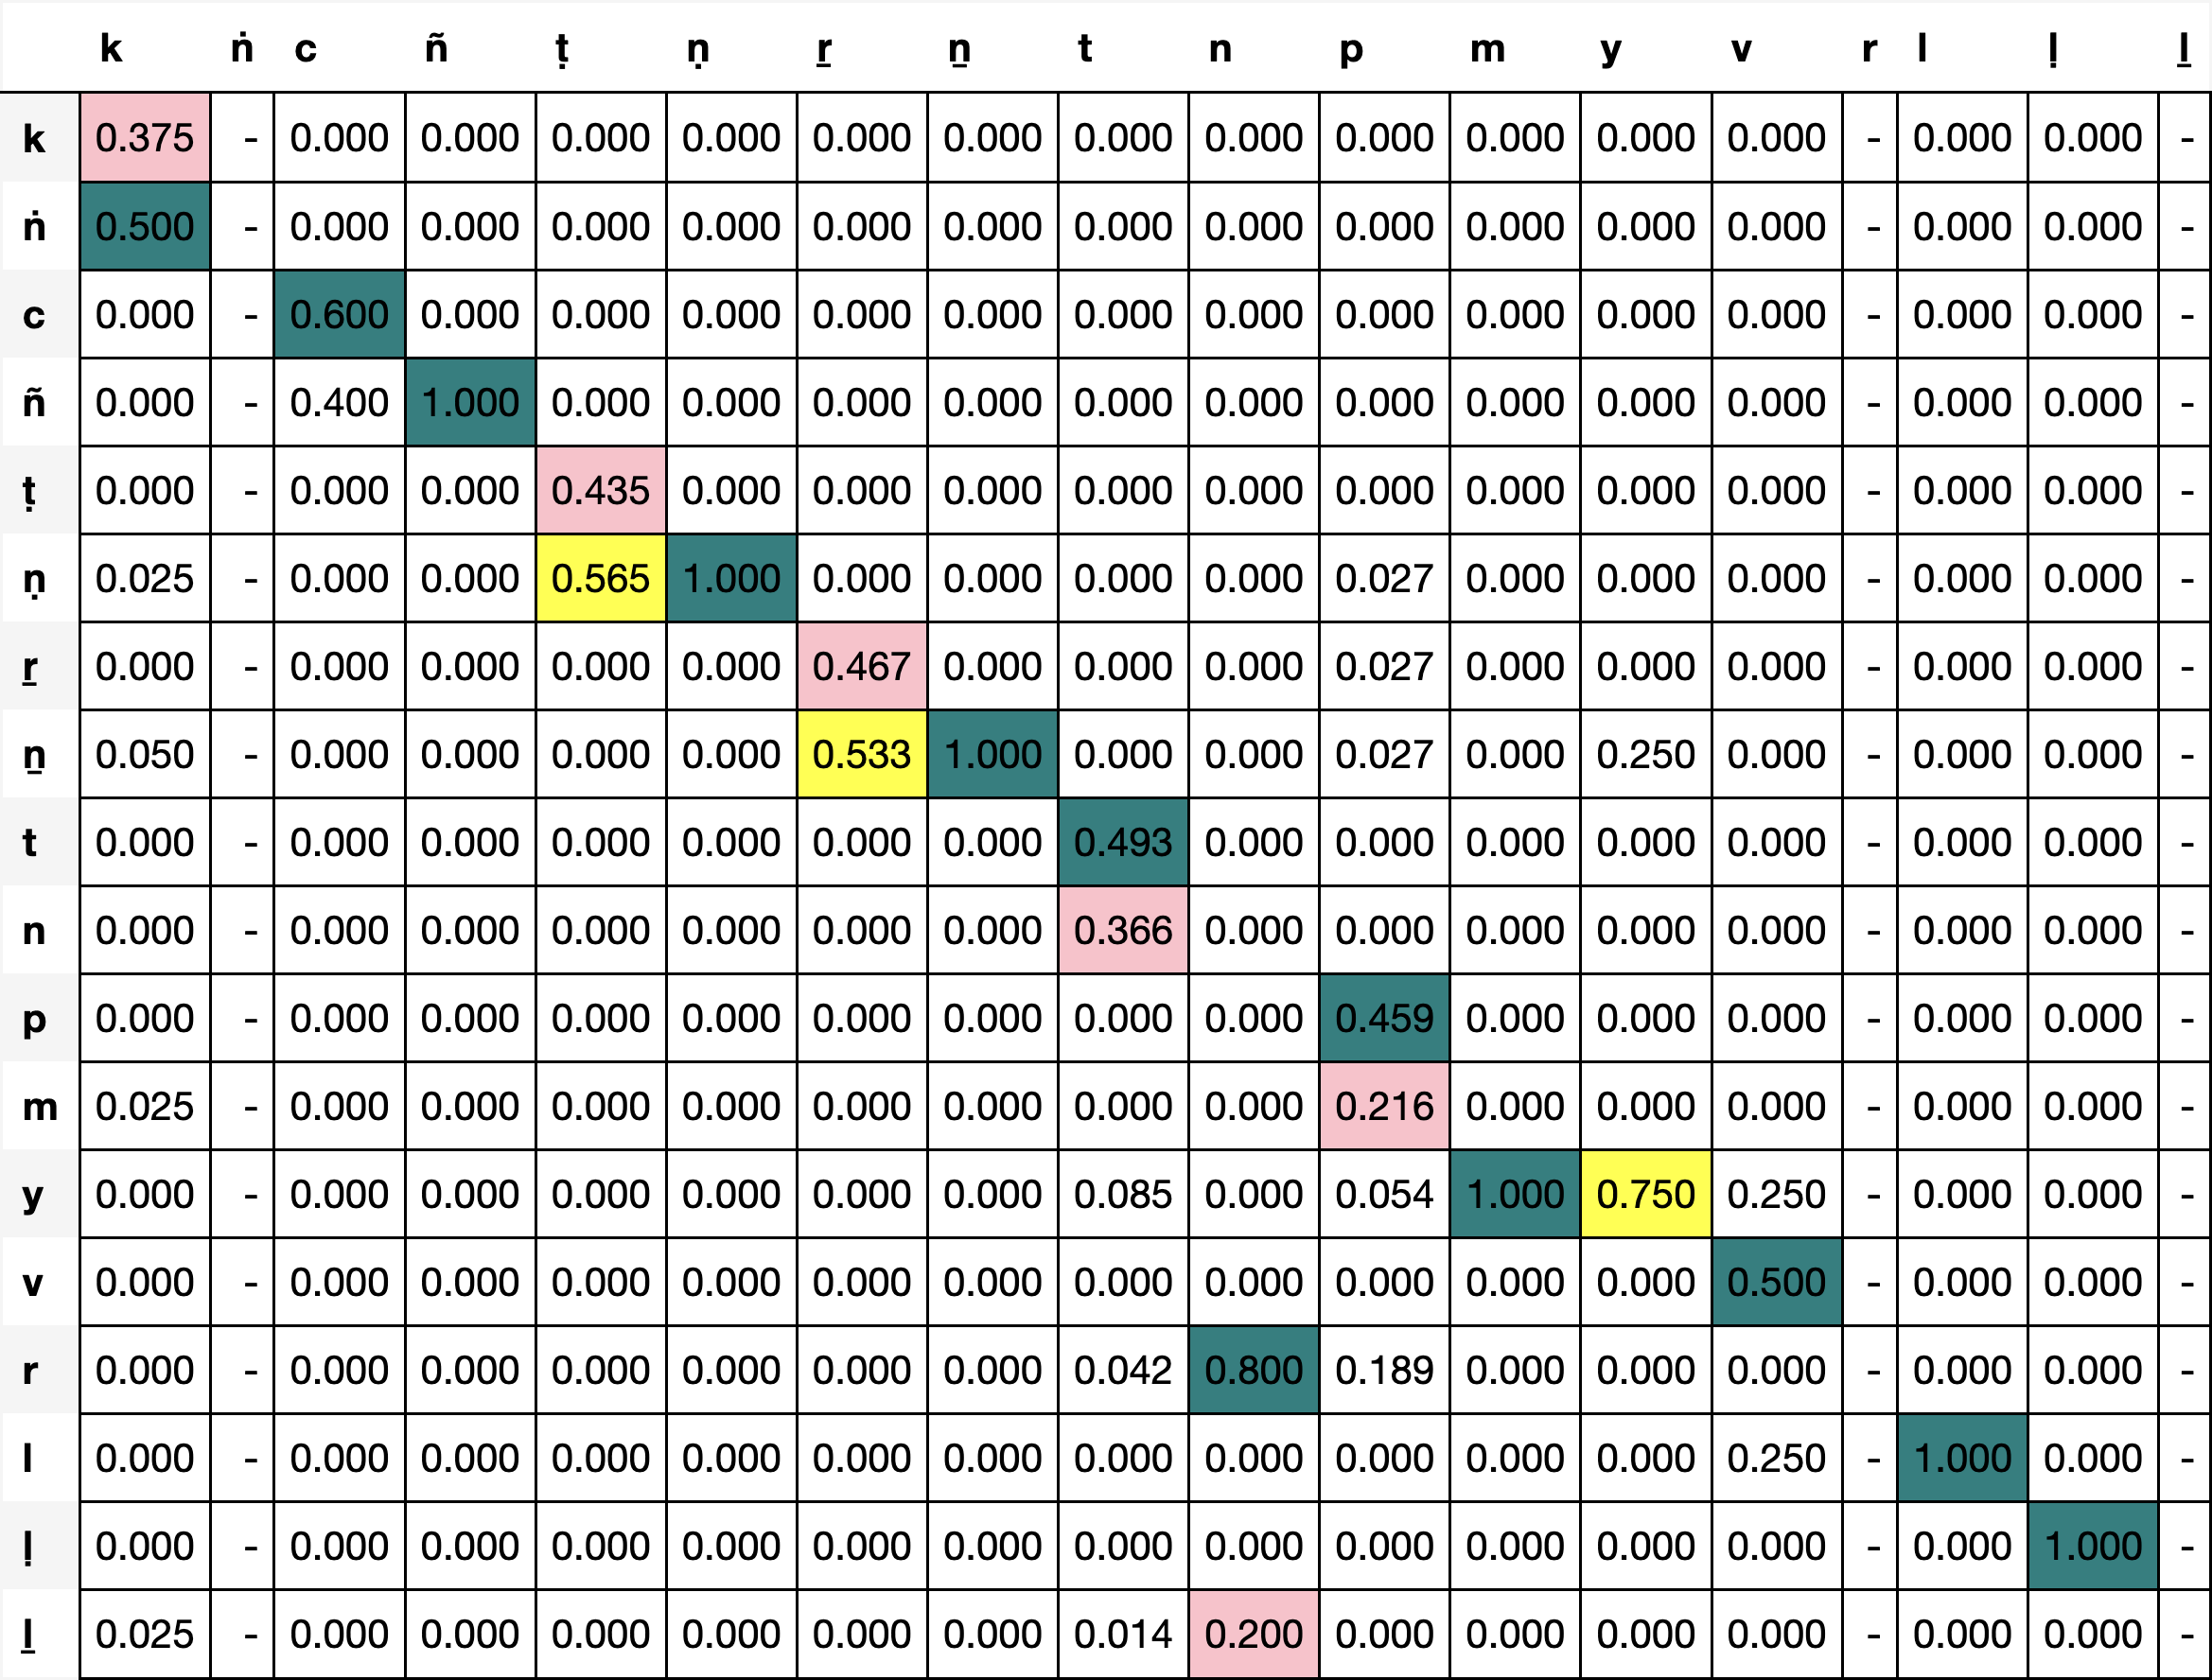 k ṅ c ñ ṭ ṇ ṟ ṉ t n p m y v r l ḷ ḻ
k 0.375 - 0.000 0.000 0.000 0.000 0.000 0.000 0.000 0.000 0.000 0.000 0.000 0.000 - 0.000 0.000 -
ṅ 0.500 - 0.000 0.000 0.000 0.000 0.000 0.000 0.000 0.000 0.000 0.000 0.000 0.000 - 0.000 0.000 -
c 0.000 - 0.600 0.000 0.000 0.000 0.000 0.000 0.000 0.000 0.000 0.000 0.000 0.000 - 0.000 0.000 -
ñ 0.000 - 0.400 1.000 0.000 0.000 0.000 0.000 0.000 0.000 0.000 0.000 0.000 0.000 - 0.000 0.000 -
ṭ 0.000 - 0.000 0.000 0.435 0.000 0.000 0.000 0.000 0.000 0.000 0.000 0.000 0.000 - 0.000 0.000 -
ṇ 0.025 - 0.000 0.000 0.565 1.000 0.000 0.000 0.000 0.000 0.027 0.000 0.000 0.000 - 0.000 0.000 -
ṟ 0.000 - 0.000 0.000 0.000 0.000 0.467 0.000 0.000 0.000 0.027 0.000 0.000 0.000 - 0.000 0.000 -
ṉ 0.050 - 0.000 0.000 0.000 0.000 0.533 1.000 0.000 0.000 0.027 0.000 0.250 0.000 - 0.000 0.000 -
t 0.000 - 0.000 0.000 0.000 0.000 0.000 0.000 0.493 0.000 0.000 0.000 0.000 0.000 - 0.000 0.000 -
n 0.000 - 0.000 0.000 0.000 0.000 0.000 0.000 0.366 0.000 0.000 0.000 0.000 0.000 - 0.000 0.000 -
p 0.000 - 0.000 0.000 0.000 0.000 0.000 0.000 0.000 0.000 0.459 0.000 0.000 0.000 - 0.000 0.000 -
m 0.025 - 0.000 0.000 0.000 0.000 0.000 0.000 0.000 0.000 0.216 0.000 0.000 0.000 - 0.000 0.000 -
y 0.000 - 0.000 0.000 0.000 0.000 0.000 0.000 0.085 0.000 0.054 1.000 0.750 0.250 - 0.000 0.000 -
v 0.000 - 0.000 0.000 0.000 0.000 0.000 0.000 0.000 0.000 0.000 0.000 0.000 0.500 - 0.000 0.000 -
r 0.000 - 0.000 0.000 0.000 0.000 0.000 0.000 0.042 0.800 0.189 0.000 0.000 0.000 - 0.000 0.000 -
l 0.000 - 0.000 0.000 0.000 0.000 0.000 0.000 0.000 0.000 0.000 0.000 0.000 0.250 - 1.000 0.000 -
ḷ 0.000 - 0.000 0.000 0.000 0.000 0.000 0.000 0.000 0.000 0.000 0.000 0.000 0.000 - 0.000 1.000 -
ḻ 0.025 - 0.000 0.000 0.000 0.000 0.000 0.000 0.014 0.200 0.000 0.000 0.000 0.000 - 0.000 0.000 -